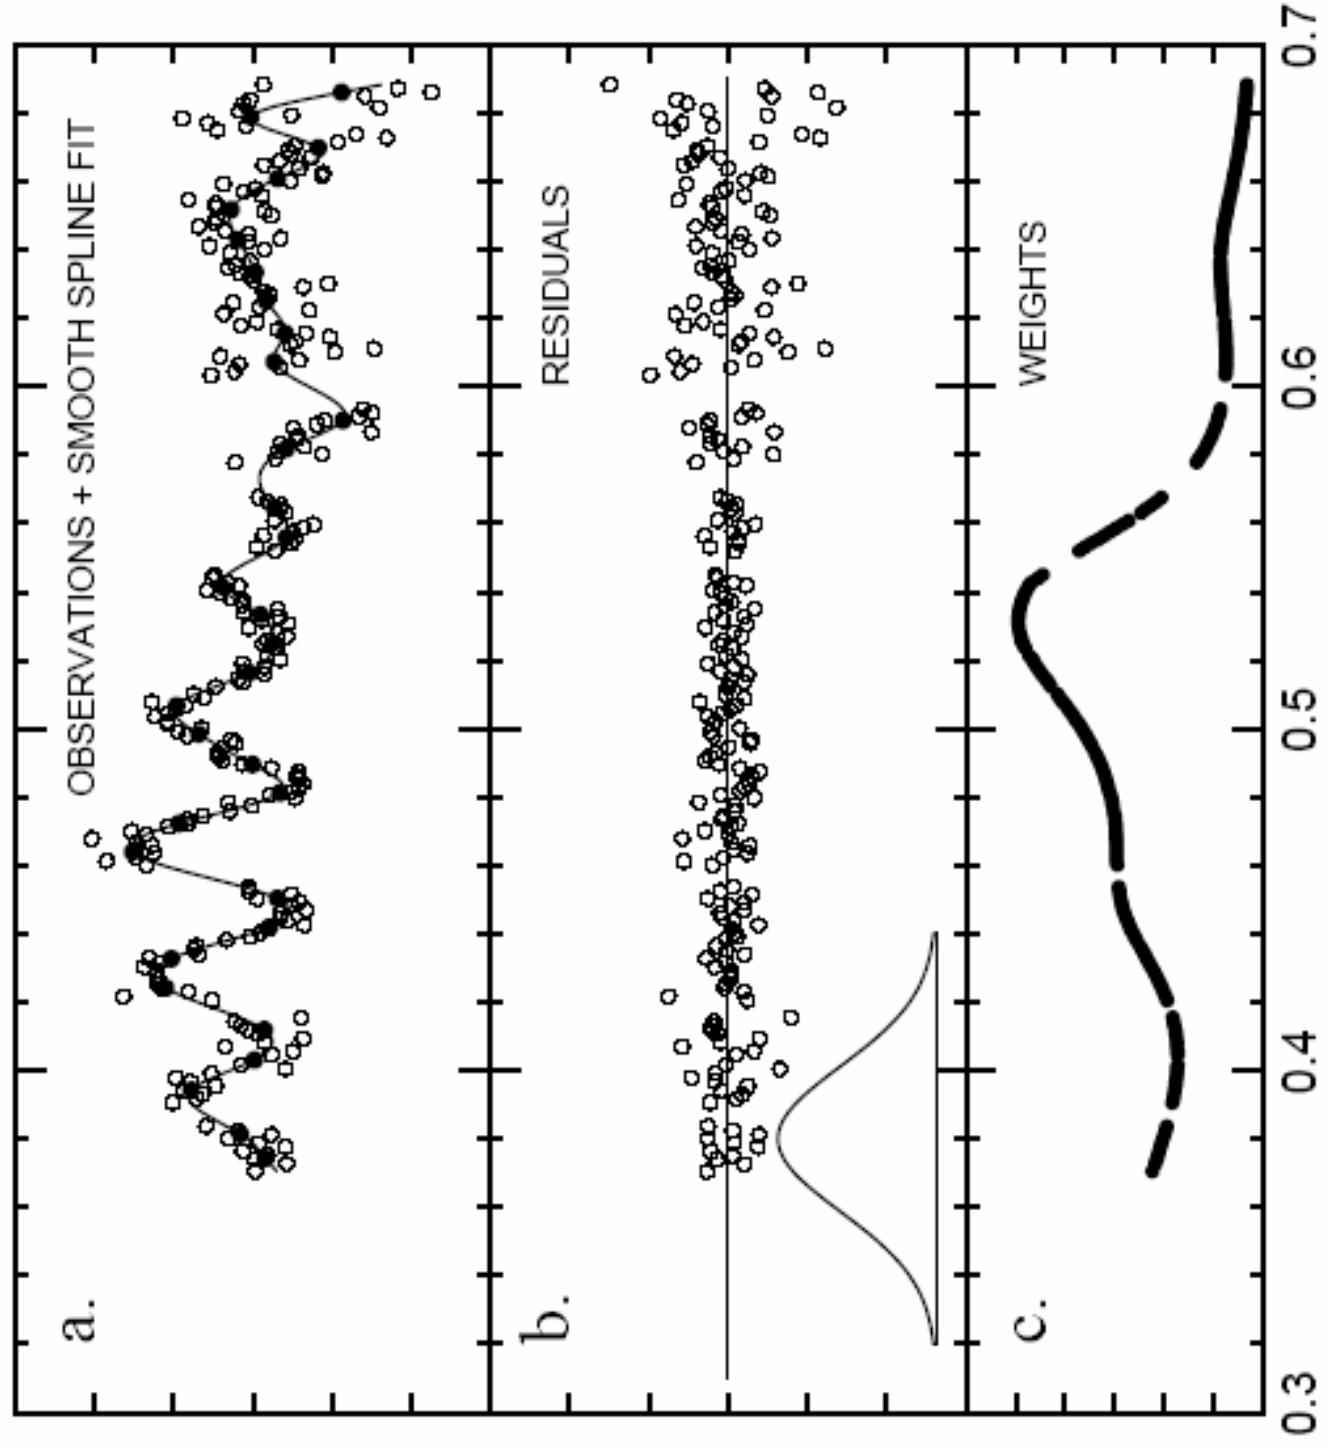 a.
OBSERVATIONS + SMOOTH SPLINE FIT
b.
RESIDUALS
c.
WEIGHTS
0.3 0.4 0.5 0.6 0.7